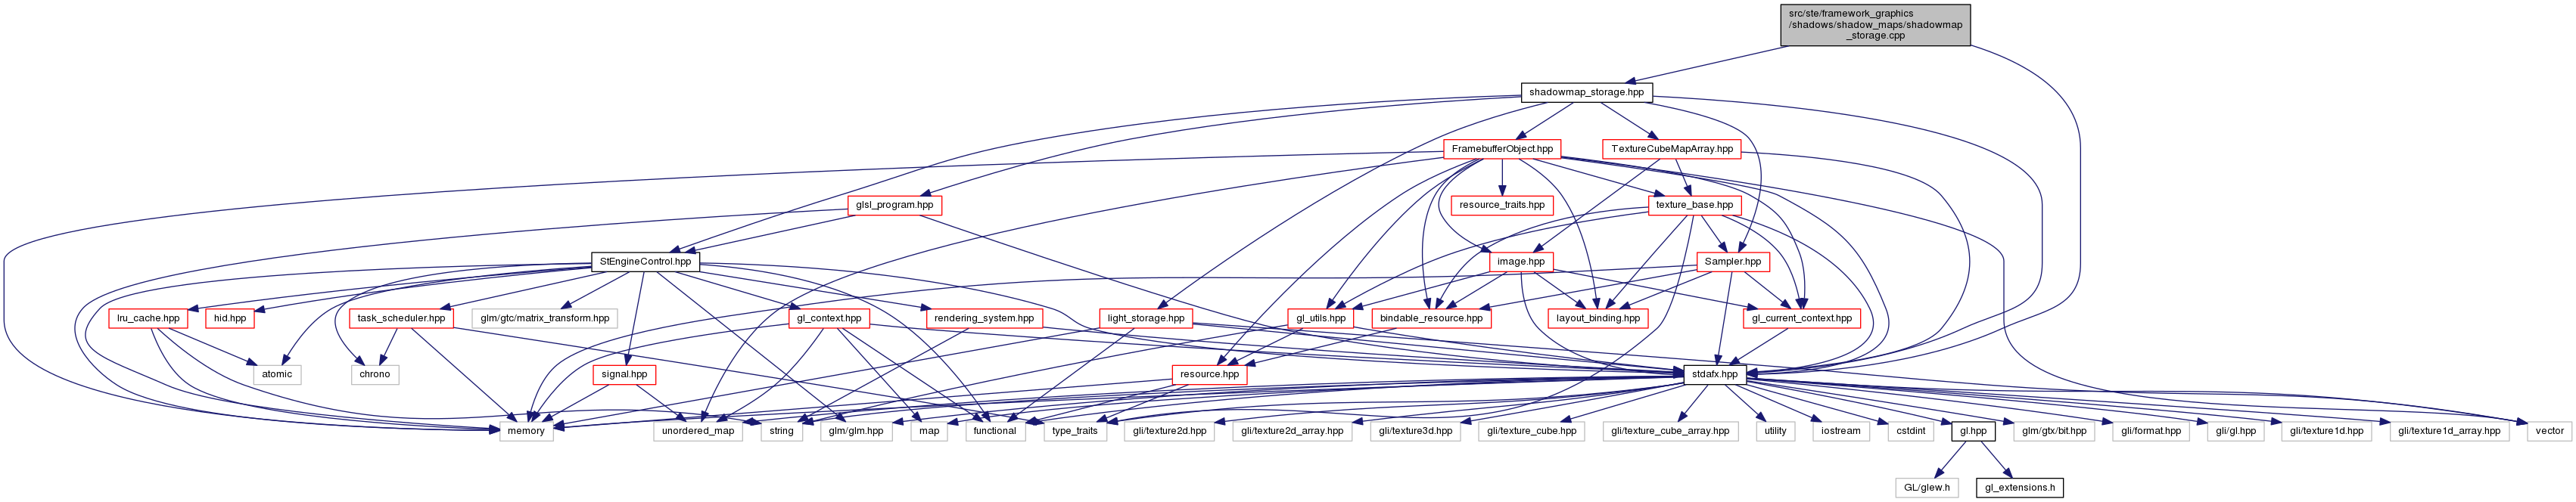 src/ste/framework_graphics
/shadows/shadow_maps/shadowmap
_storage.cpp
shadowmap_storage.hpp
FramebufferObject.hpp
TextureCubeMapArray.hpp
glsl_program.hpp
resource_traits.hpp
texture_base.hpp
StEngineControl.hpp
image.hpp
Sampler.hpp
lru_cache.hpp
hid.hpp
task_scheduler.hpp
glm/gtc/matrix_transform.hpp
gl_context.hpp
rendering_system.hpp
light_storage.hpp
gl_utils.hpp
bindable_resource.hpp
layout_binding.hpp
gl_current_context.hpp
atomic
chrono
signal.hpp
resource.hpp
stdafx.hpp
memory
unordered_map
string
glm/glm.hpp
map
functional
type_traits
gli/texture2d.hpp
gli/texture2d_array.hpp
gli/texture3d.hpp
gli/texture_cube.hpp
gli/texture_cube_array.hpp
utility
iostream
cstdint
gl.hpp
glm/gtx/bit.hpp
gli/format.hpp
gli/gl.hpp
gli/texture1d.hpp
gli/texture1d_array.hpp
vector
GL/glew.h
gl_extensions.h